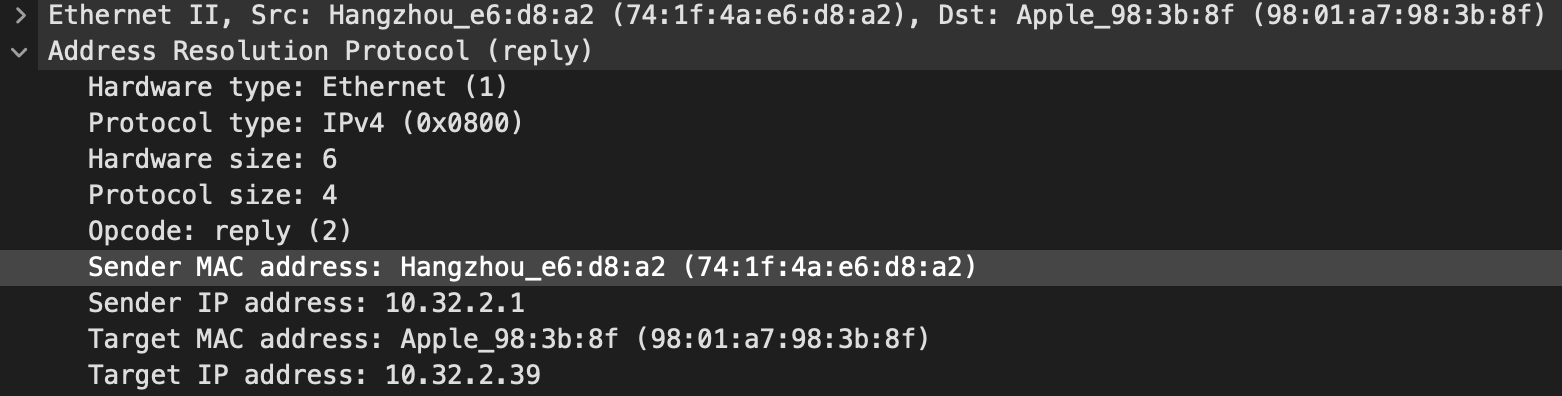 Ethernet II, Src: Hangzhou_e6:d8:a2 (74:1f:4a:e6:d8:a2), Dst: Apple_98:3b:8f (98:01:a7:98:3b:8f)
Address Resolution Protocol (reply)
Hardware type: Ethernet (1)
Protocol type: IPv4 (0x0800)
Hardware size: 6
Protocol size: 4
Opcode: reply (2)
Sender MAC address: Hangzhou_e6:d8:a2 (74:1f:4a:e6:d8:a2)
Sender IP address: 10.32.2.1
Target MAC address: Apple_98:3b:8f (98:01:a7:98:3b:8f)
Target IP address: 10.32.2.39